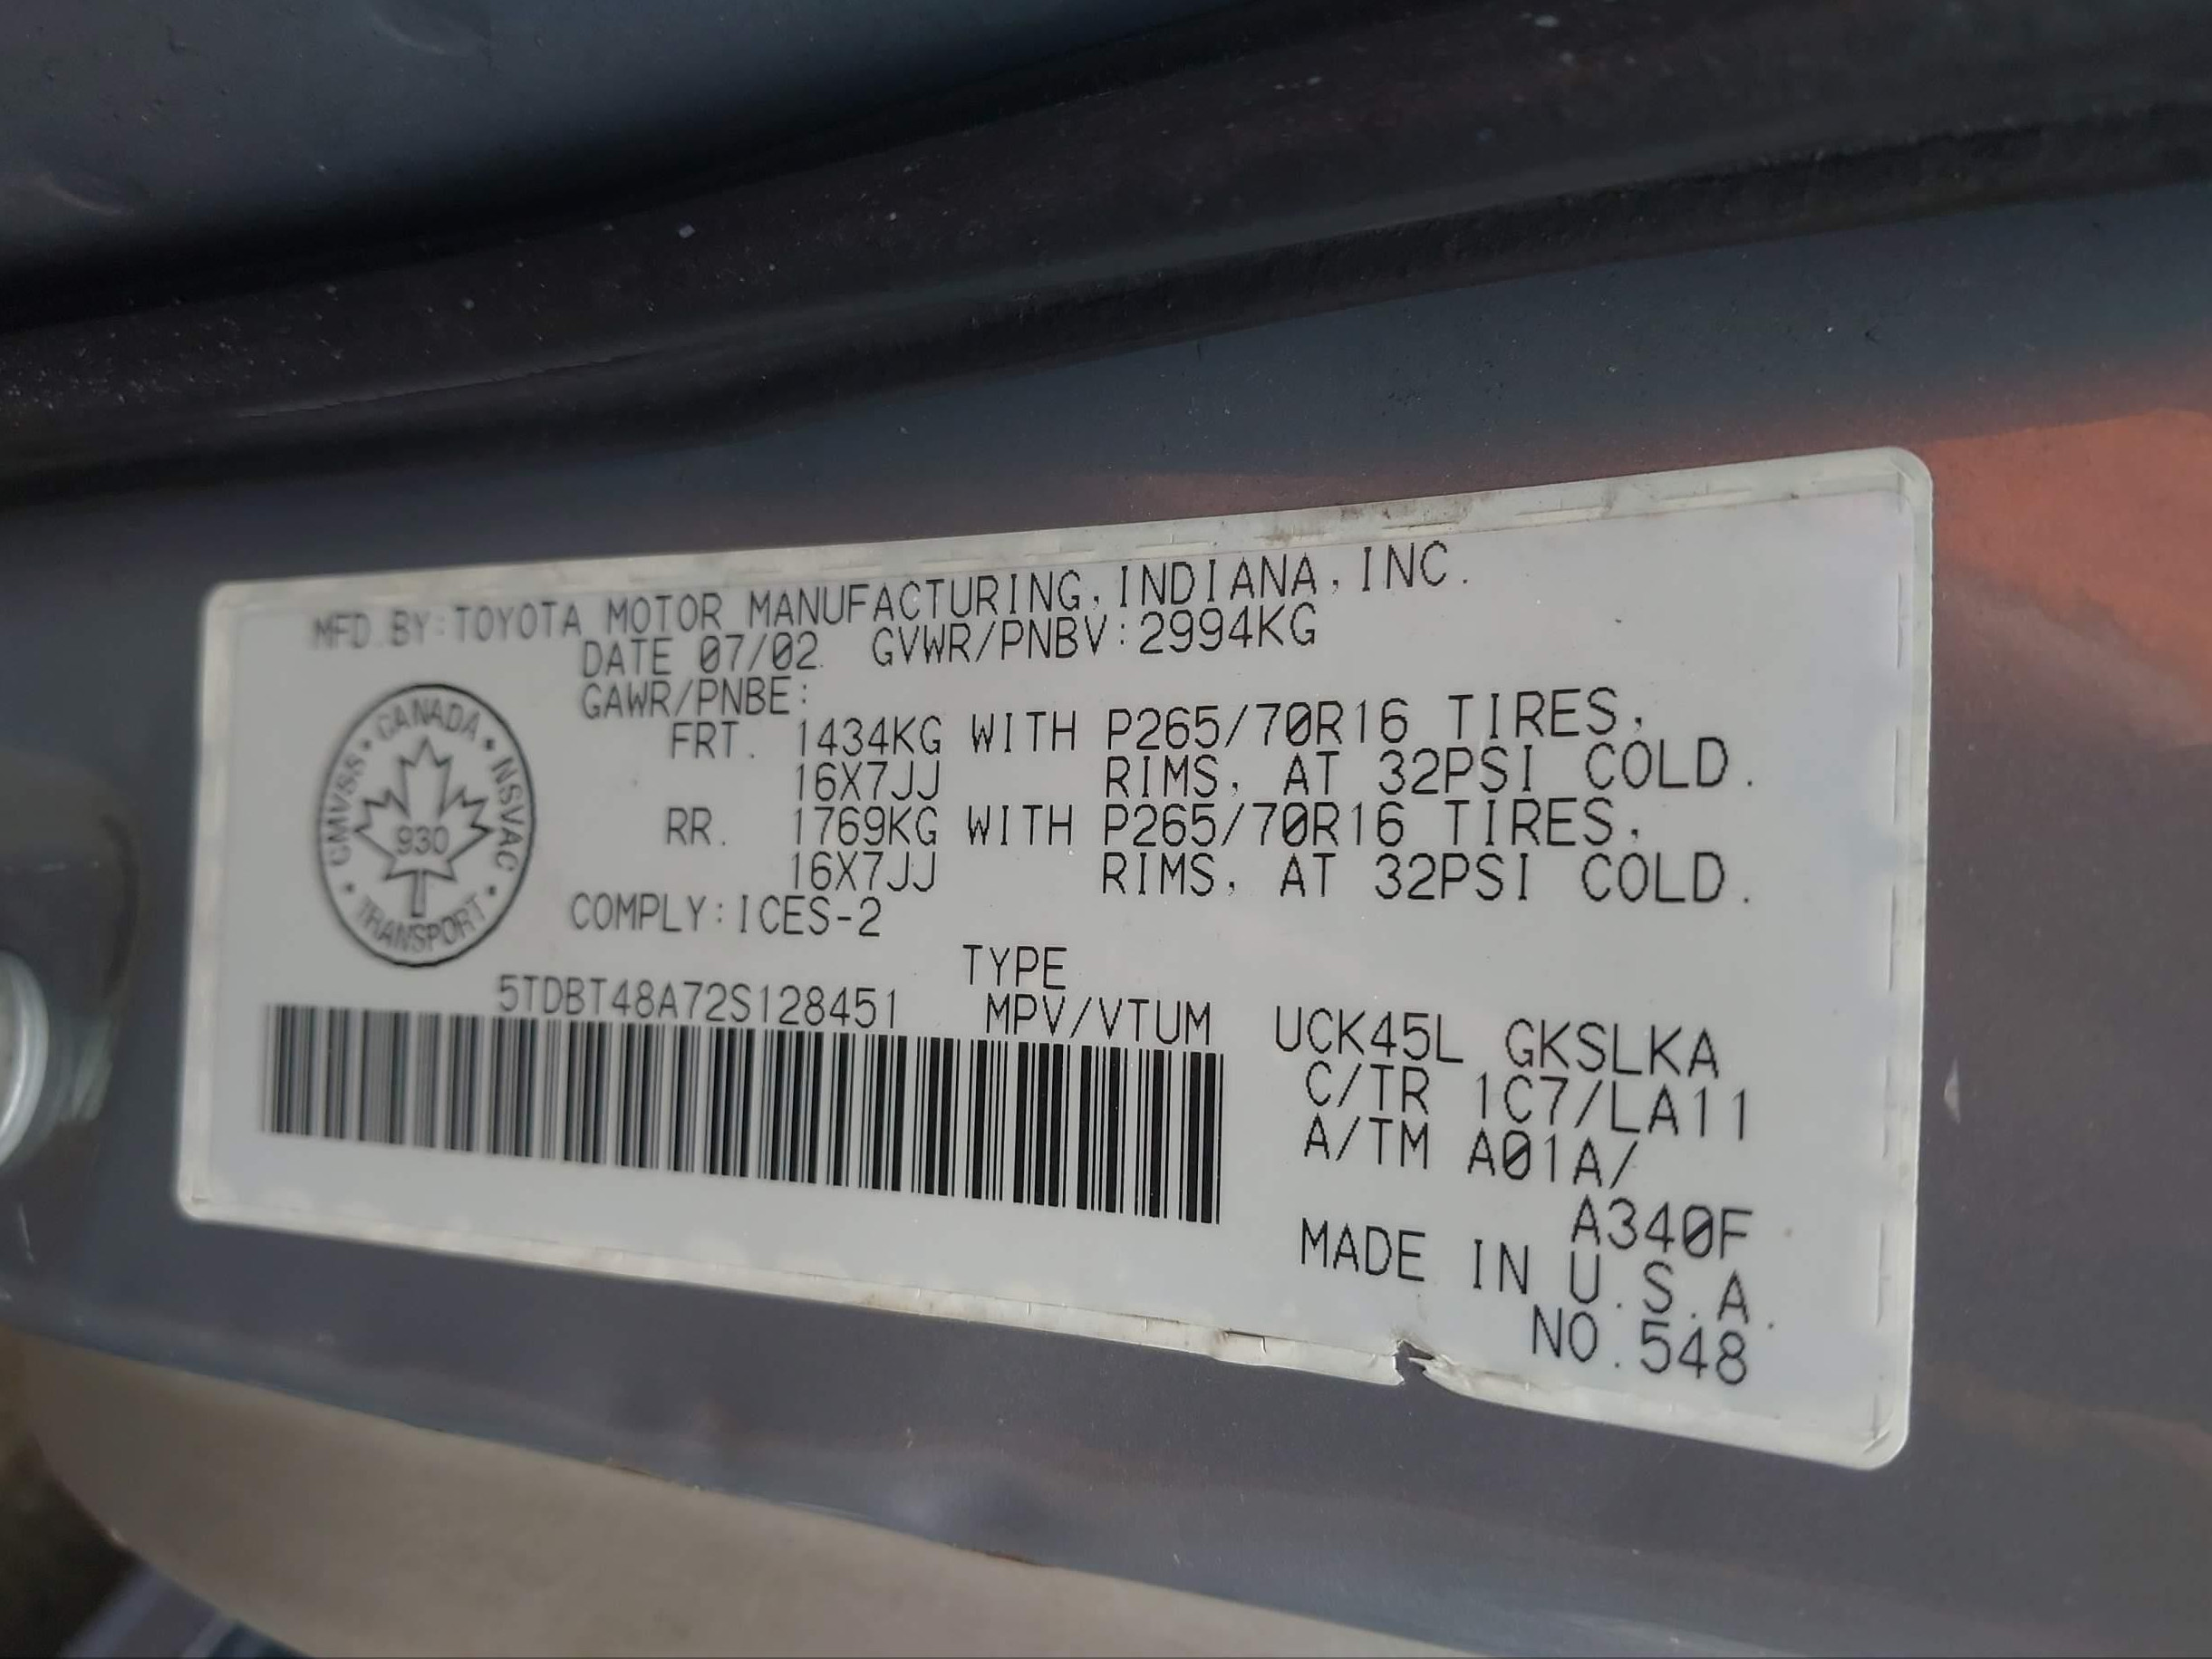 MFD. BY: TOYOTA MOTOR MANUFACTURING, INDIANA, INC.
DATE 07/02 GVWR/PNBV: 2994KG
GAWR/PNBE:
FRT. 1434KG WITH P265/70R16 TIRES,
16X7JJ RIMS, AT 32PSI COLD.
RR. 1769KG WITH P265/70R16 TIRES,
16X7JJ RIMS, AT 32PSI COLD.
COMPLY: ICES-2
CANADA • NSVAC • TRANSPORT • CMVSS •
930
TYPE
5TDBT48A72S128451 MPV/VTUM
UCK45L GKSLKA
C/TR 1C7/LA11
A/TM A01A/
A340F
MADE IN U.S.A.
NO. 548